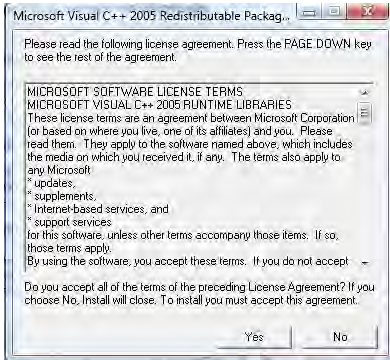 Microsoft Visual C++ 2005 Redistributable Packag...
Please read the following license agreement. Press the PAGE DOWN key
to see the rest of the agreement.
MICROSOFT SOFTWARE LICENSE TERMS
MICROSOFT VISUAL C++ 2005 RUNTIME LIBRARIES
These license terms are an agreement between Microsoft Corporation
(or based on where you live, one of its affiliates) and you. Please
read them. They apply to the software named above, which includes
the media on which you received it, if any. The terms also apply to
any Microsoft
* updates,
* supplements,
* Internet-based services, and
* support services
for this software, unless other terms accompany those items. If so,
those terms apply.
By using the software, you accept these terms. If you do not accept
Do you accept all of the terms of the preceding License Agreement? If you
choose No, Install will close. To install you must accept this agreement.
Yes
No